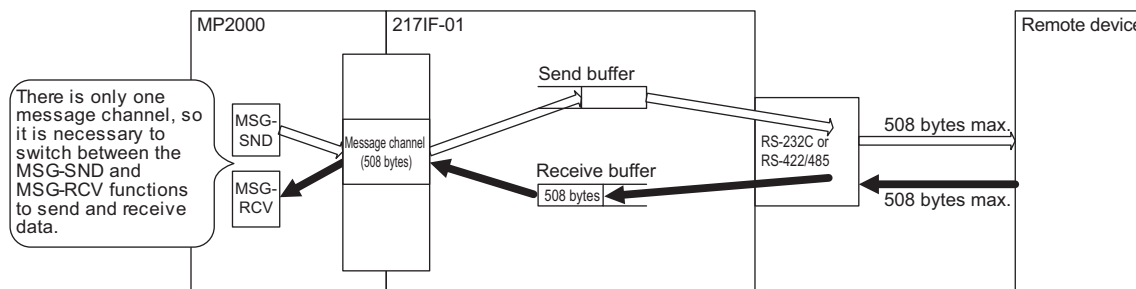 MP2000
217IF-01
Remote device
There is only one
message channel, so
it is necessary to
switch between the
MSG-SND and
MSG-RCV functions
to send and receive
data.
MSG-
SND
MSG-
RCV
Message channel
(508 bytes)
Send buffer
Receive buffer
508 bytes
RS-232C or
RS-422/485
508 bytes max.
508 bytes max.